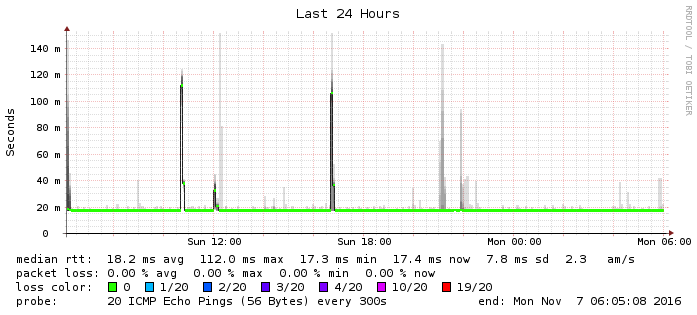 Last 24 Hours
RRDTOOL / TOBI OETIKER
Seconds
140 m
120 m
100 m
80 m
60 m
40 m
20 m
0
Sun 12:00 Sun 18:00 Mon 00:00 Mon 06:00
median rtt: 18.2 ms avg 112.0 ms max 17.3 ms min 17.4 ms now 7.8 ms sd 2.3 am/s
packet loss: 0.00 % avg 0.00 % max 0.00 % min 0.00 % now
loss color: 0 1/20 2/20 3/20 4/20 10/20 19/20
probe: 20 ICMP Echo Pings (56 Bytes) every 300s end: Mon Nov 7 06:05:08 2016